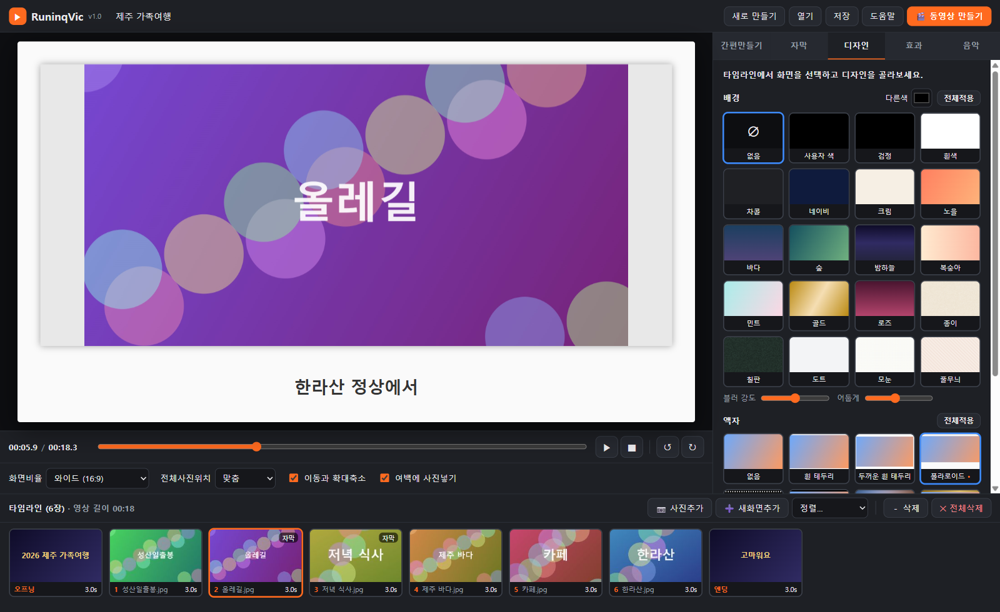 RuninqVic v1.0 제주 가족여행
새로 만들기 열기 저장 도움말 동영상 만들기
간편만들기 자막 디자인 효과 음악
올레길
한라산 정상에서
타임라인에서 화면을 선택하고 디자인을 골라보세요.
배경 다른색 전체적용
없음 사용자 색 검정 흰색
차콜 네이비 크림 노을
바다 숲 밤하늘 복숭아
민트 골드 로즈 종이
칠판 도트 모눈 줄무늬
블러 강도 어둡게
액자 전체적용
없음 흰 테두리 두꺼운 흰 테두리 폴라로이드
00:05.9 / 00:18.3
화면비율 와이드 (16:9) 전체사진위치 맞춤 이동과 확대축소 여백에 사진넣기
타임라인 (6장) · 영상 길이 00:18
사진추가 새화면추가 정렬... - 삭제 × 전체삭제
2026 제주 가족여행
오프닝 3.0s
성산일출봉
1 성산일출봉.jpg 3.0s
자막
올레길
2 올레길.jpg 3.0s
자막
저녁 식사
3 저녁 식사.jpg 3.0s
제주 바다
4 제주 바다.jpg 3.0s
카페
5 카페.jpg 3.0s
한라산
6 한라산.jpg 3.0s
고마워요
엔딩 3.0s